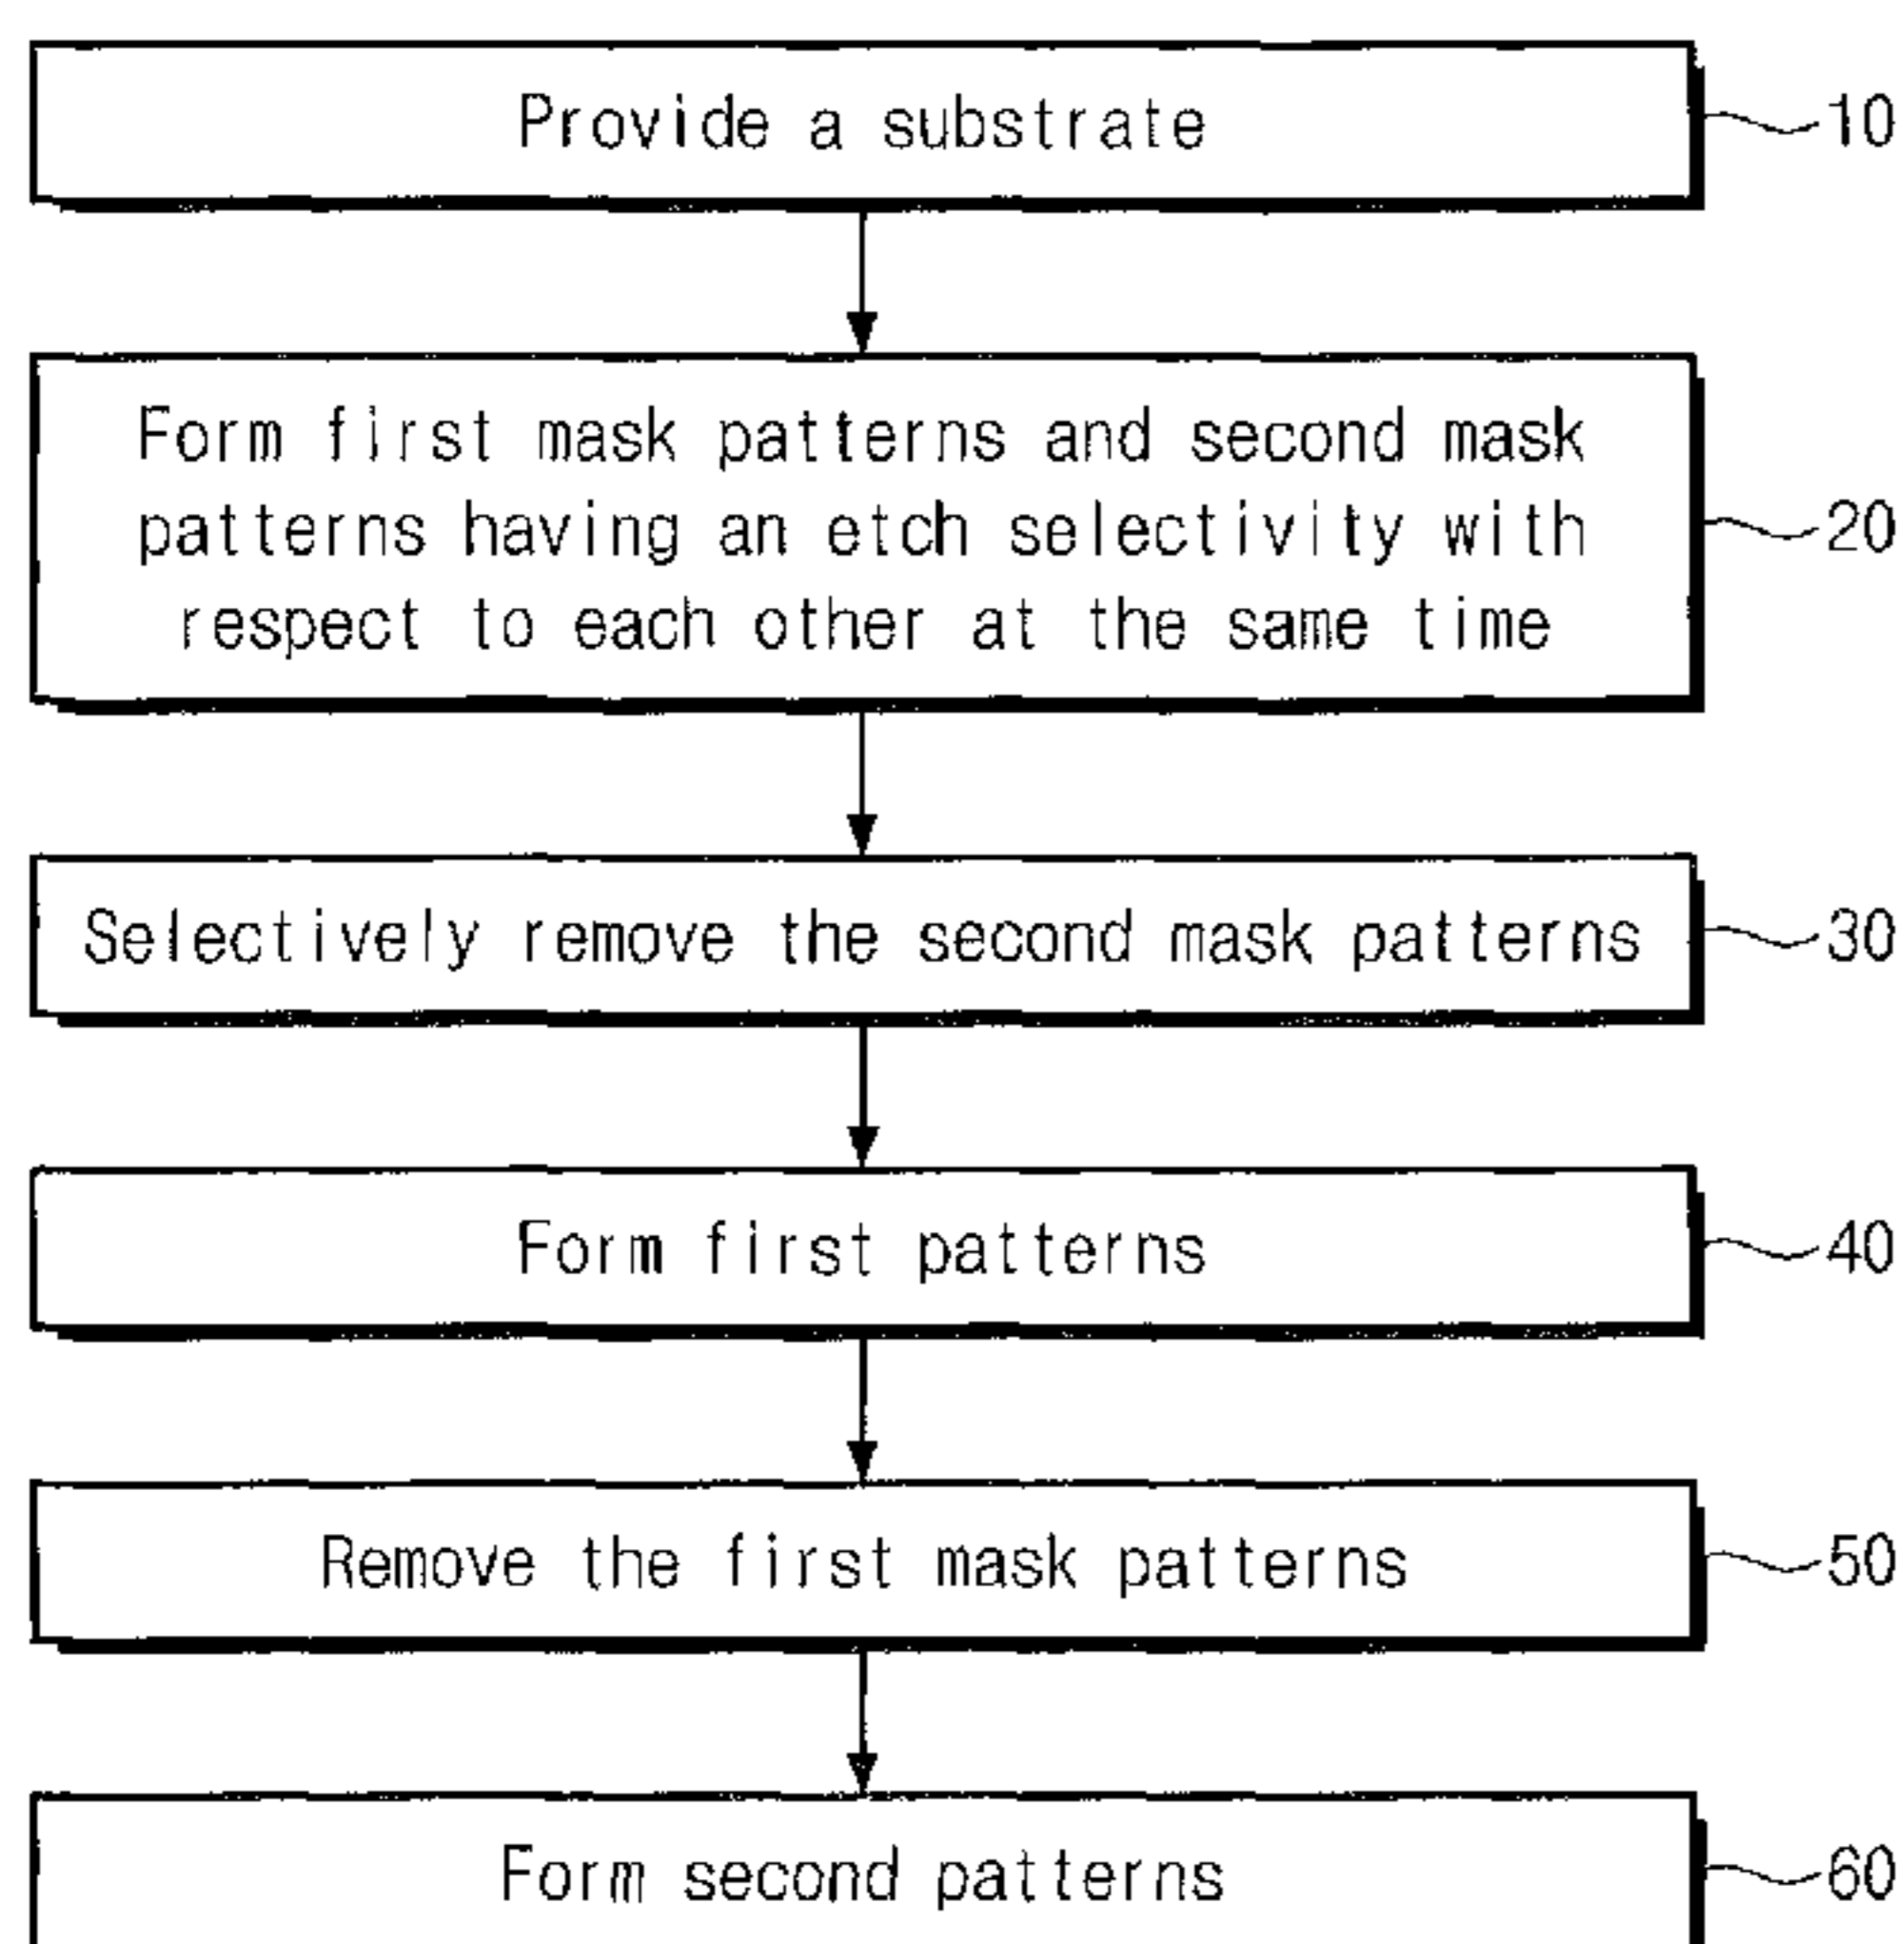 Provide a substrate
10
Form first mask patterns and second mask
patterns having an etch selectivity with
respect to each other at the same time
20
Selectively remove the second mask patterns
30
Form first patterns
40
Remove the first mask patterns
50
Form second patterns
60